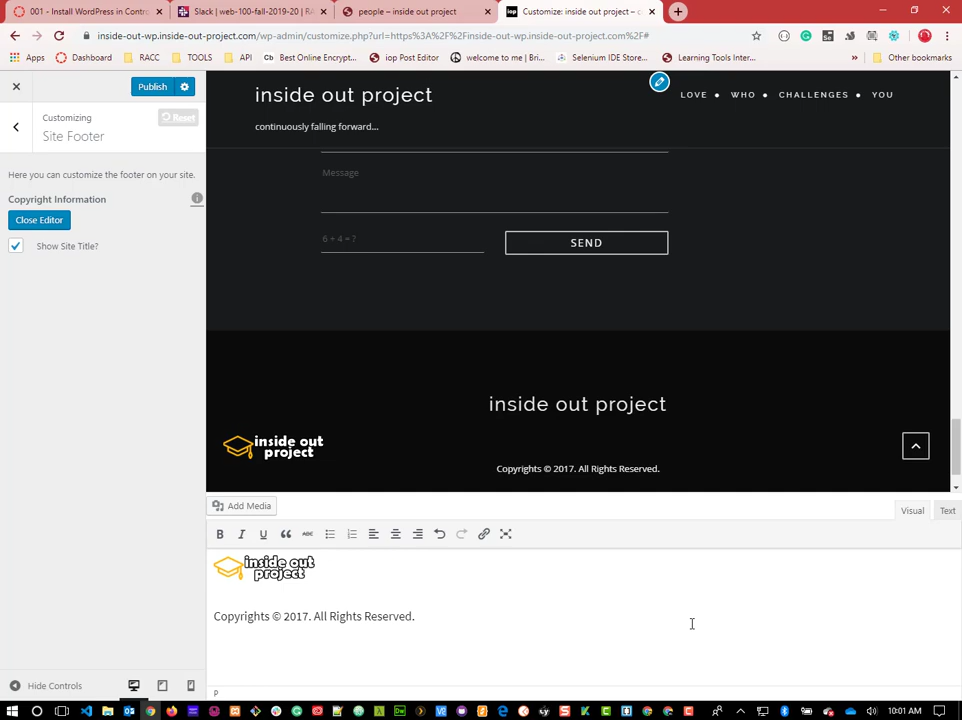 001 - Install WordPress in Contro
Slack | web-100-fall-2019-20 | RA
people – inside out project
Customize: inside out project – c
inside-out-wp.inside-out-project.com/wp-admin/customize.php?url=https%3A%2F%2Finside-out-wp.inside-out-project.com%2F#
Apps
Dashboard
RACC
TOOLS
API
Best Online Encrypt...
iop Post Editor
welcome to me | Bri...
Selenium IDE Store...
Learning Tools Inter...
»
Other bookmarks
Publish
Customizing
Site Footer
Reset
Here you can customize the footer on your site.
Copyright Information
Close Editor
Show Site Title?
inside out project
continuously falling forward...
LOVE • WHO • CHALLENGES • YOU
Message
6 + 4 = ?
SEND
inside out project
inside out
project
Copyrights © 2017. All Rights Reserved.
Add Media
Visual
Text
B I U “ ABC
inside out
project
Copyrights © 2017. All Rights Reserved.
P
Hide Controls
10:01 AM